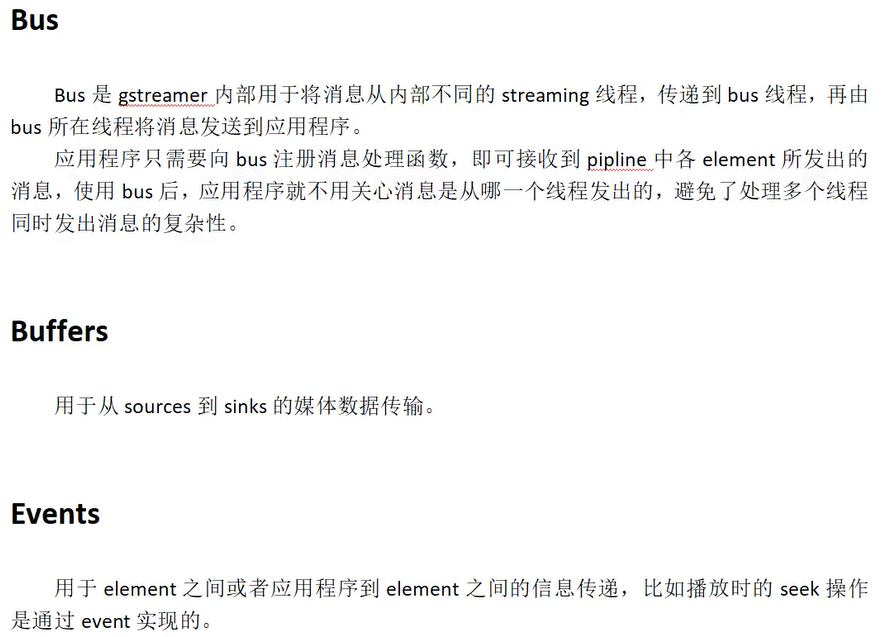 Bus
Bus 是 gstreamer 内部用于将消息从内部不同的 streaming 线程，传递到 bus 线程，再由
bus 所在线程将消息发送到应用程序。
应用程序只需要向 bus 注册消息处理函数，即可接收到 pipline 中各 element 所发出的
消息，使用 bus 后，应用程序就不用关心消息是从哪一个线程发出的，避免了处理多个线程
同时发出消息的复杂性。
Buffers
用于从 sources 到 sinks 的媒体数据传输。
Events
用于 element 之间或者应用程序到 element 之间的信息传递，比如播放时的 seek 操作
是通过 event 实现的。